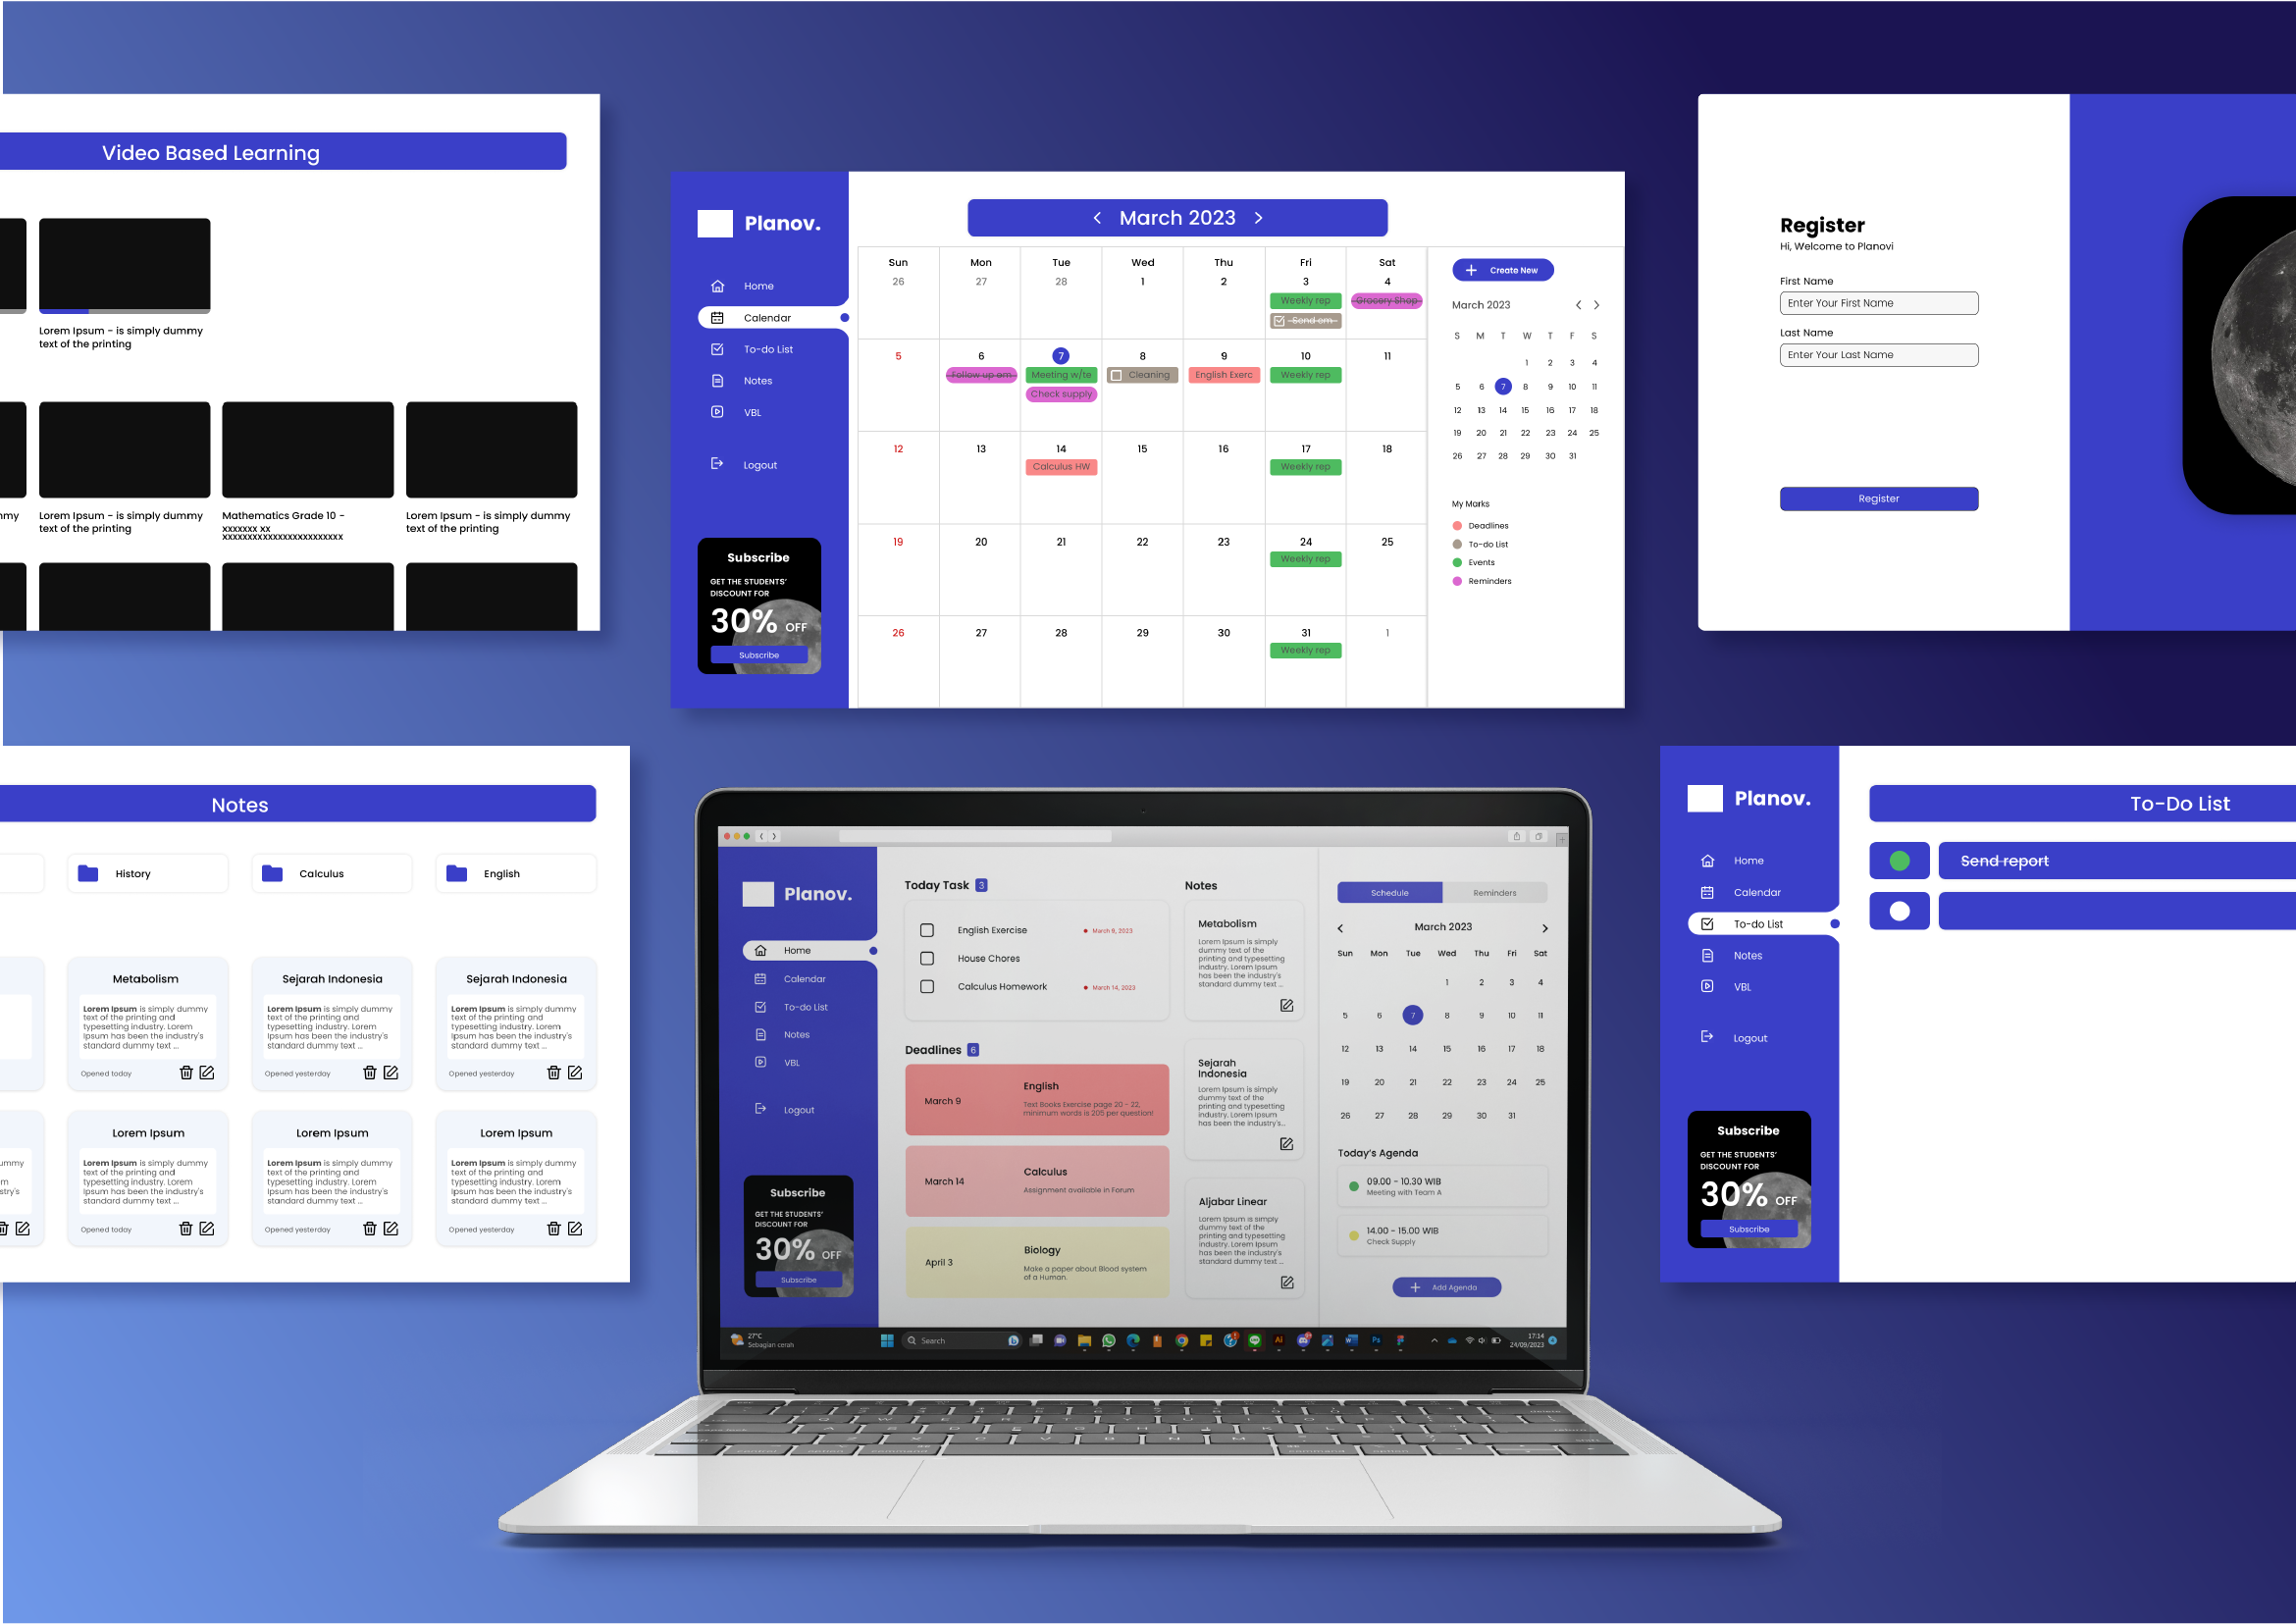 Video Based Learning
Lorem Ipsum - is simply dummy
text of the printing
mmy
Lorem Ipsum - is simply dummy
text of the printing
Mathematics Grade 10 -
xxxxxxx xx
xxxxxxxxxxxxxxxxxxxxxxxx
Lorem Ipsum - is simply dummy
text of the printing
Planov.
Home
Calendar
To-do List
Notes
VBL
Logout
Subscribe
GET THE STUDENTS'
DISCOUNT FOR
30% OFF
Subscribe
< March 2023 >
Sun Mon Tue Wed Thu Fri Sat
26 27 28 1 2 3 4
Weekly rep Grocery Shop
Send em
5 6 7 8 9 10 11
Follow up em Meeting w/te Cleaning English Exerc Weekly rep
Check supply
12 13 14 15 16 17 18
Calculus HW Weekly rep
19 20 21 22 23 24 25
Weekly rep
26 27 28 29 30 31 1
Weekly rep
+ Create New
March 2023 < >
S M T W T F S
1 2 3 4
5 6 7 8 9 10 11
12 13 14 15 16 17 18
19 20 21 22 23 24 25
26 27 28 29 30 31
My Marks
Deadlines
To-do List
Events
Reminders
Register
Hi, Welcome to Planovi
First Name
Enter Your First Name
Last Name
Enter Your Last Name
Register
Notes
History
Calculus
English
Metabolism
Lorem Ipsum is simply dummy
text of the printing and
typesetting industry. Lorem
Ipsum has been the industry's
standard dummy text ...
Opened today
Sejarah Indonesia
Lorem Ipsum is simply dummy
text of the printing and
typesetting industry. Lorem
Ipsum has been the industry's
standard dummy text ...
Opened yesterday
Sejarah Indonesia
Lorem Ipsum is simply dummy
text of the printing and
typesetting industry. Lorem
Ipsum has been the industry's
standard dummy text ...
Opened yesterday
ummy
m
stry's
Lorem Ipsum
Lorem Ipsum is simply dummy
text of the printing and
typesetting industry. Lorem
Ipsum has been the industry's
standard dummy text ...
Opened today
Lorem Ipsum
Lorem Ipsum is simply dummy
text of the printing and
typesetting industry. Lorem
Ipsum has been the industry's
standard dummy text ...
Opened yesterday
Lorem Ipsum
Lorem Ipsum is simply dummy
text of the printing and
typesetting industry. Lorem
Ipsum has been the industry's
standard dummy text ...
Opened yesterday
Planov.
Home
Calendar
To-do List
Notes
VBL
Logout
Subscribe
GET THE STUDENTS'
DISCOUNT FOR
30% OFF
Subscribe
Today Task 3
English Exercise March 9, 2023
House Chores
Calculus Homework March 14, 2023
Deadlines 6
March 9
English
Text Books Exercise page 20 - 22,
minimum words is 205 per question!
March 14
Calculus
Assignment available in Forum
April 3
Biology
Make a paper about Blood system
of a Human.
Notes
Metabolism
Lorem Ipsum is simply
dummy text of the
printing and typesetting
industry. Lorem Ipsum
has been the industry's
standard dummy text ...
Sejarah
Indonesia
Lorem Ipsum is simply
dummy text of the
printing and typesetting
industry. Lorem Ipsum
has been the industry's...
Aljabar Linear
Lorem Ipsum is simply
dummy text of the
printing and typesetting
industry. Lorem Ipsum
has been the industry's
standard dummy text ...
Schedule Reminders
< March 2023 >
Sun Mon Tue Wed Thu Fri Sat
1 2 3 4
5 6 7 8 9 10 11
12 13 14 15 16 17 18
19 20 21 22 23 24 25
26 27 28 29 30 31
Today's Agenda
09.00 - 10.30 WIB
Meeting with Team A
14.00 - 15.00 WIB
Check Supply
+ Add Agenda
27°C
Sebagian cerah
Search
17:14
24/09/2023
Planov.
Home
Calendar
To-do List
Notes
VBL
Logout
Subscribe
GET THE STUDENTS'
DISCOUNT FOR
30% OFF
Subscribe
To-Do List
Send report